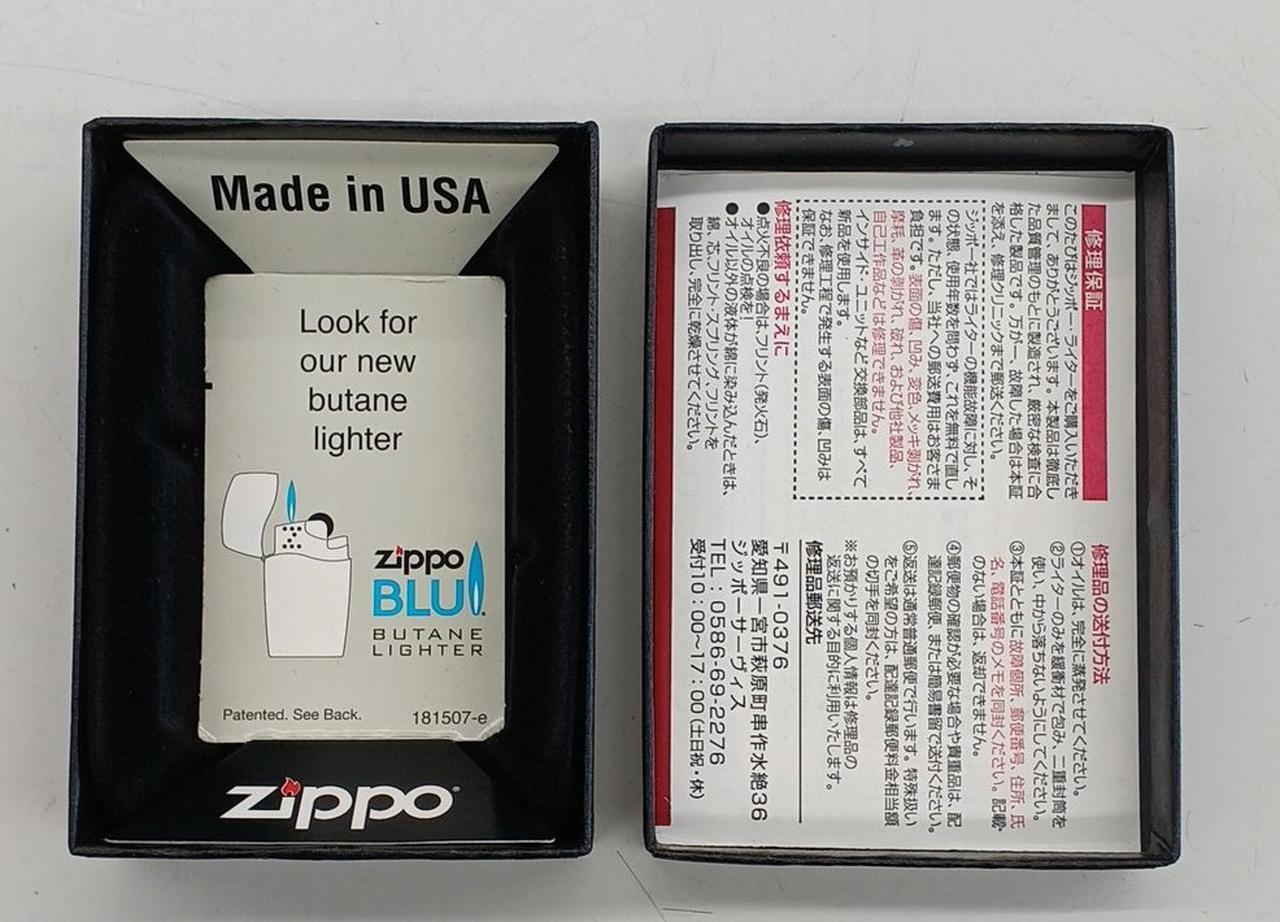 Made in USA
Look for
our new
butane
lighter
zippo
BLU
BUTANE
LIGHTER
Patented. See Back.
181507-e
zippo
修理保証
このたびはジッポー・ライターをご購入いただき
まして、ありがとうございます。本製品は徹底し
た品質管理のもとに製造され、厳密な検査に合
格した製品です。万が一、故障した場合は本証
を添え、修理クリニックまで郵送ください。
ジッポー社ではライターの機能故障に対し、そ
の状態、使用年数を問わず、これを無料で直し
ます。ただし、当社への郵送費用はお客さま
負担です。表面の傷、凹み、変色、メッキ剥がれ、
摩耗、革の剥がれ、破れ、および他社製品、
自己工作品などは修理できません。
インサイド・ユニットなど交換部品は、すべて
新品を使用します。
なお、修理工程で発生する表面の傷、凹みは
保証できません。
修理依頼するまえに
●点火不良の場合は、フリント(発火石)、
オイルの点検を!
●オイル以外の液体が綿に染み込んだときは、
綿、芯、フリント・スプリング、フリントを
取り出し、完全に乾燥させてください。
修理品の送付方法
①オイルは、完全に蒸発させてください。
②ライターのみを緩衝材で包み、二重封筒を
使い、中から落ちないようにしてください。
③本証とともに故障個所、郵便番号、住所、氏
名、電話番号のメモを同封ください。記載
のない場合は、返却できません。
④郵便物の確認が必要な場合や貴重品は、配
達記録郵便、または簡易書留で送付ください。
⑤返送は通常普通郵便で行います。特殊扱い
をご希望の方は、配達記録郵便料金相当額
の切手を同封ください。
※お預かりする個人情報は修理品の
返送に関する目的に利用いたします。
修理品郵送先
〒491-0376
愛知県一宮市萩原町串作水絶36
ジッポーサーヴィス
TEL:0586-69-2276
受付10:00~17:00(土日祝・休)